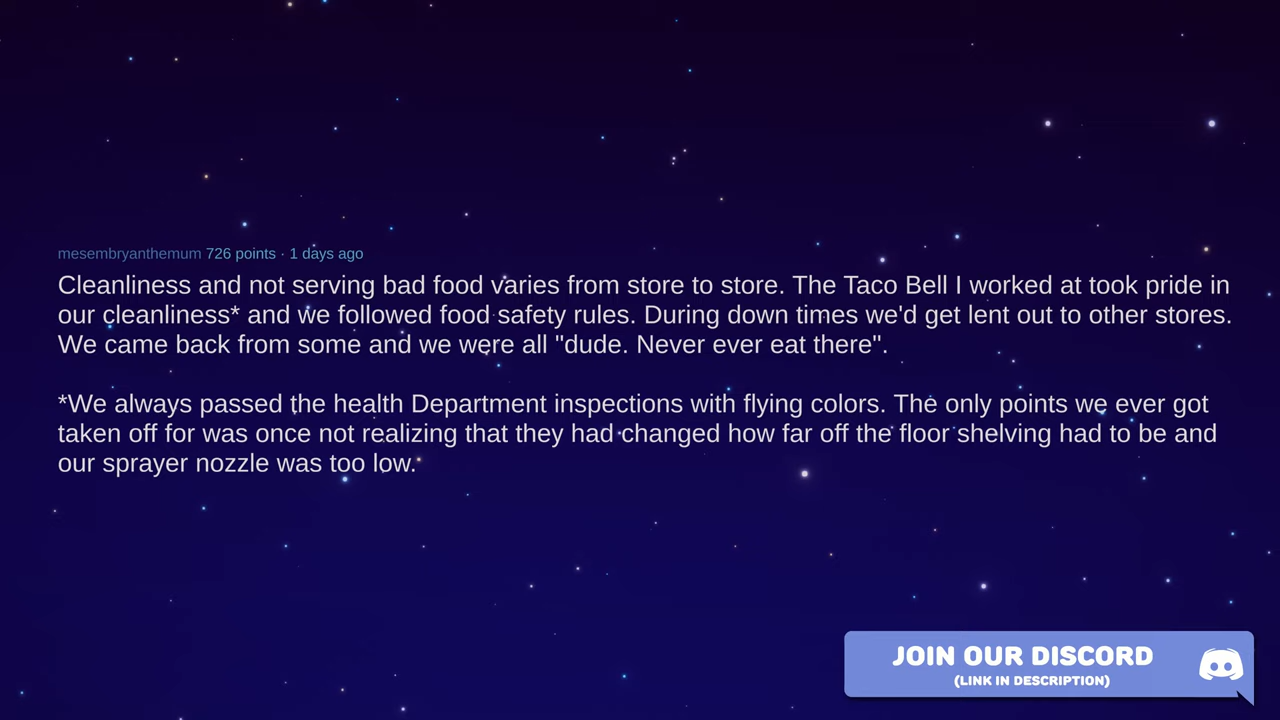 mesembryanthemum 726 points · 1 days ago
Cleanliness and not serving bad food varies from store to store. The Taco Bell I worked at took pride in
our cleanliness* and we followed food safety rules. During down times we'd get lent out to other stores.
We came back from some and we were all "dude. Never ever eat there".
*We always passed the health Department inspections with flying colors. The only points we ever got
taken off for was once not realizing that they had changed how far off the floor shelving had to be and
our sprayer nozzle was too low.
JOIN OUR DISCORD
(LINK IN DESCRIPTION)